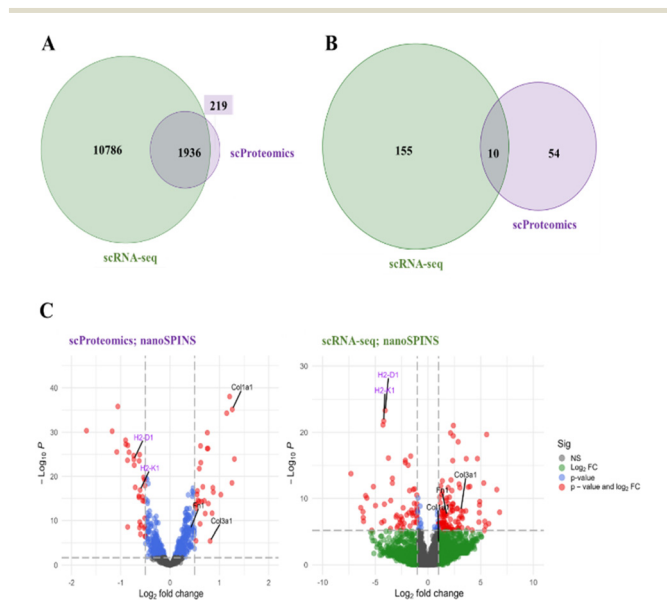 A
B
219
10786
1936
scProteomics
scRNA-seq
155
10
54
scProteomics
scRNA-seq
C
scProteomics; nanoSPINS
scRNA-seq; nanoSPINS
40
30
20
10
0
− Log10 P
Col1a1
H2-D1
H2-K1
Col3a1
-2
-1
0
1
2
Log2 fold change
30
20
10
0
− Log10 P
H2-D1
H2-K1
Col3a1
Fn1
-10
-5
0
5
10
Log2 fold change
Sig
NS
Log2 FC
p-value
p − value and log2 FC